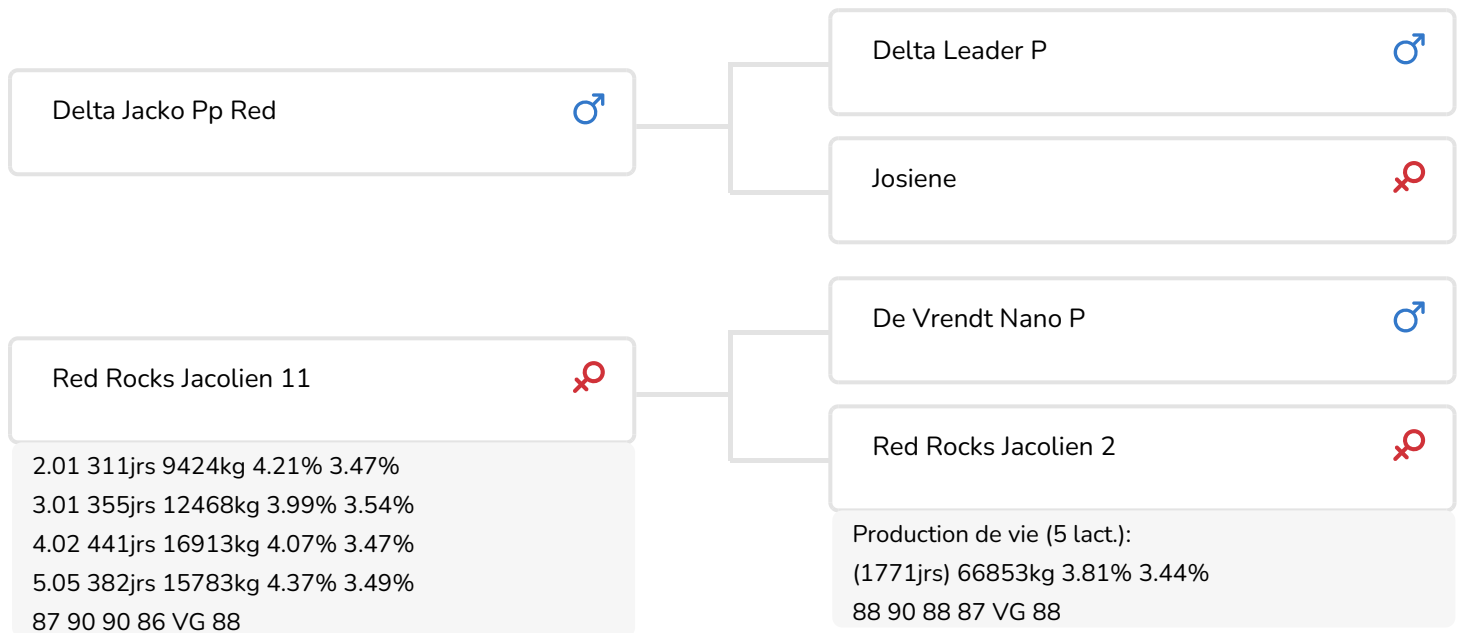 Delta Jacko Pp Red
Delta Leader P
Josiene
Red Rocks Jacolien 11
2.01 311jrs 9424kg 4.21% 3.47%
3.01 355jrs 12468kg 3.99% 3.54%
4.02 441jrs 16913kg 4.07% 3.47%
5.05 382jrs 15783kg 4.37% 3.49%
87 90 90 86 VG 88
De Vrendt Nano P
Red Rocks Jacolien 2
Production de vie (5 lact.):
(1771jrs) 66853kg 3.81% 3.44%
88 90 88 87 VG 88